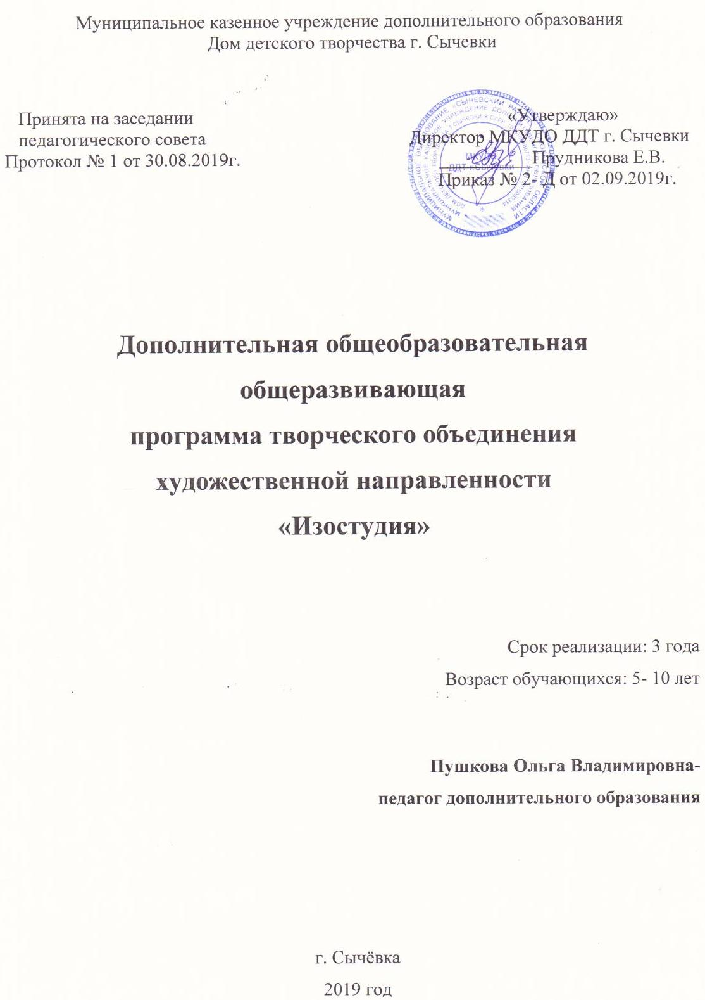 Муниципальное казенное учреждение дополнительного образования
Дом детского творчества г. Сычевки
Принята на заседании
педагогического совета
Протокол № 1 от 30.08.2019г.
«Утверждаю»
Директор МКУДО ДДТ г. Сычевки
Прудникова Е.В.
Приказ № 2- Д от 02.09.2019г.
МКУДО
ДДТ г.Сычевки
Дополнительная общеобразовательная
общеразвивающая
программа творческого объединения
художественной направленности
«Изостудия»
Срок реализации: 3 года
Возраст обучающихся: 5- 10 лет
Пушкова Ольга Владимировна-
педагог дополнительного образования
г. Сычёвка
2019 год